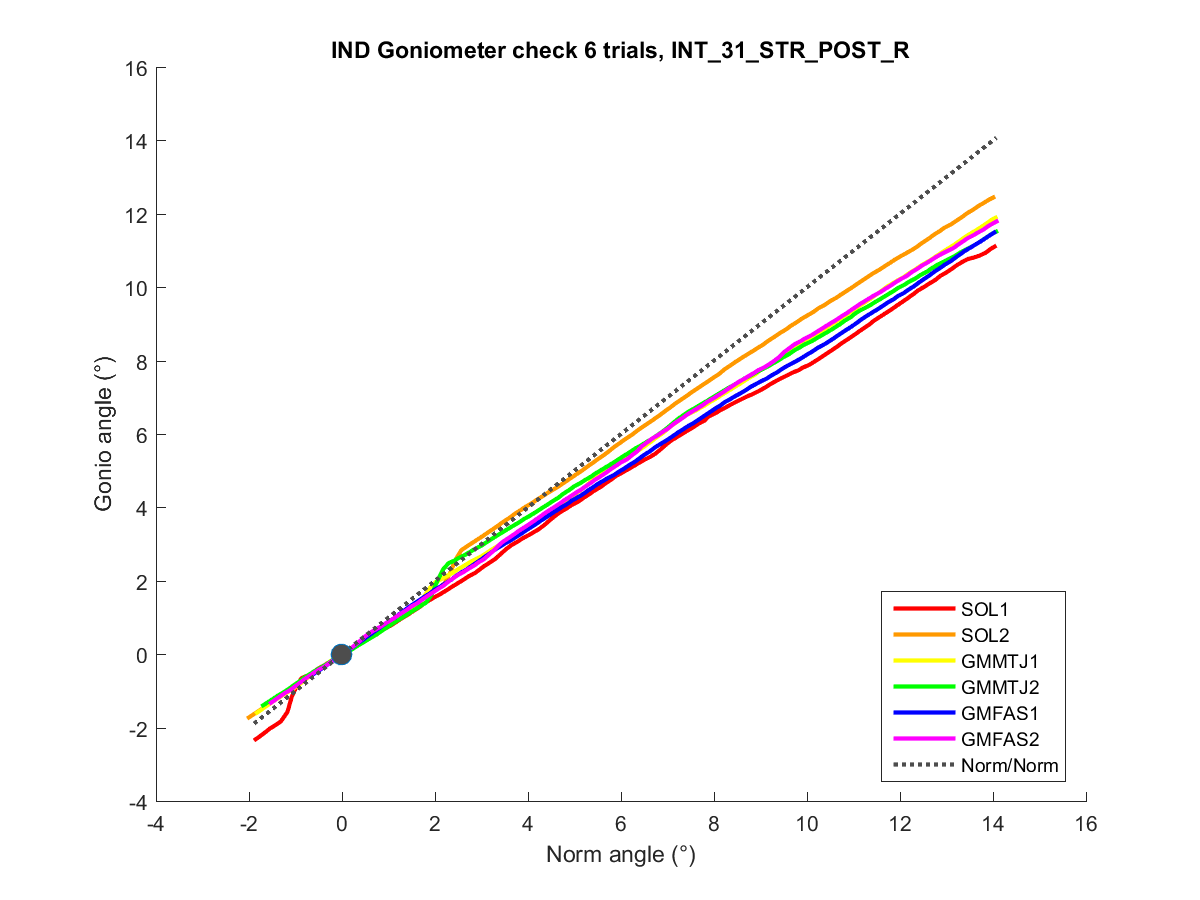 IND Goniometer check 6 trials, INT_31_STR_POST_R
16
14
12
10
8
6
4
2
0
-2
-4
Gonio angle (°)
SOL1
SOL2
GMMTJ1
GMMTJ2
GMFAS1
GMFAS2
Norm/Norm
-4 -2 0 2 4 6 8 10 12 14 16
Norm angle (°)